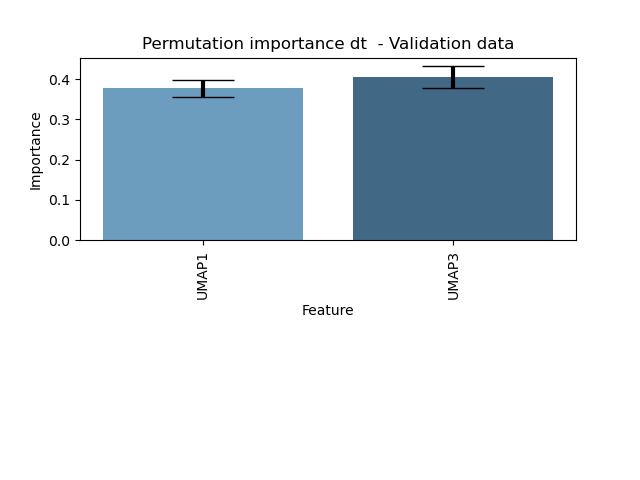 Permutation importance dt  - Validation data
Importance
0.4
0.3
0.2
0.1
0.0
UMAP1
UMAP3
Feature